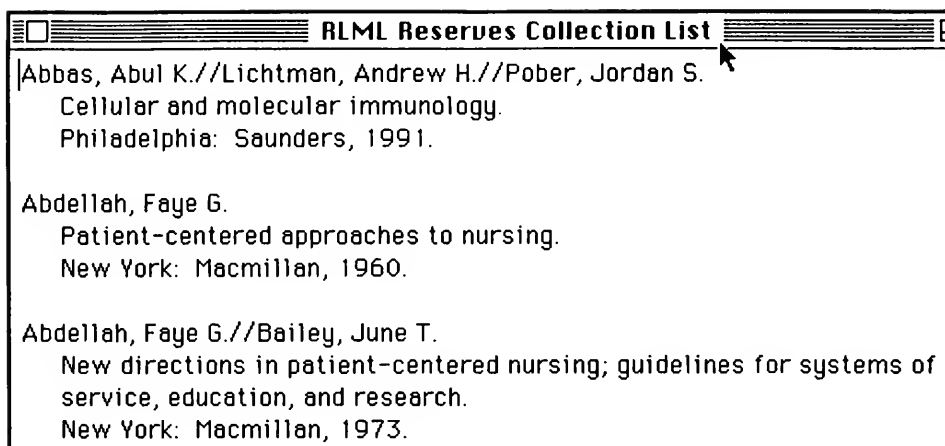 RLML Reserves Collection List
Abbas, Abul K.//Lichtman, Andrew H.//Pober, Jordan S.
Cellular and molecular immunology.
Philadelphia: Saunders, 1991.
Abdellah, Faye G.
Patient-centered approaches to nursing.
New York: Macmillan, 1960.
Abdellah, Faye G.//Bailey, June T.
New directions in patient-centered nursing; guidelines for systems of
service, education, and research.
New York: Macmillan, 1973.